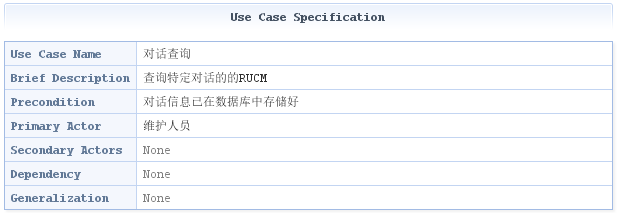 Use Case Specification
Use Case Name 对话查询
Brief Description 查询特定对话的的RUCM
Precondition 对话信息已在数据库中存储好
Primary Actor 维护人员
Secondary Actors None
Dependency None
Generalization None